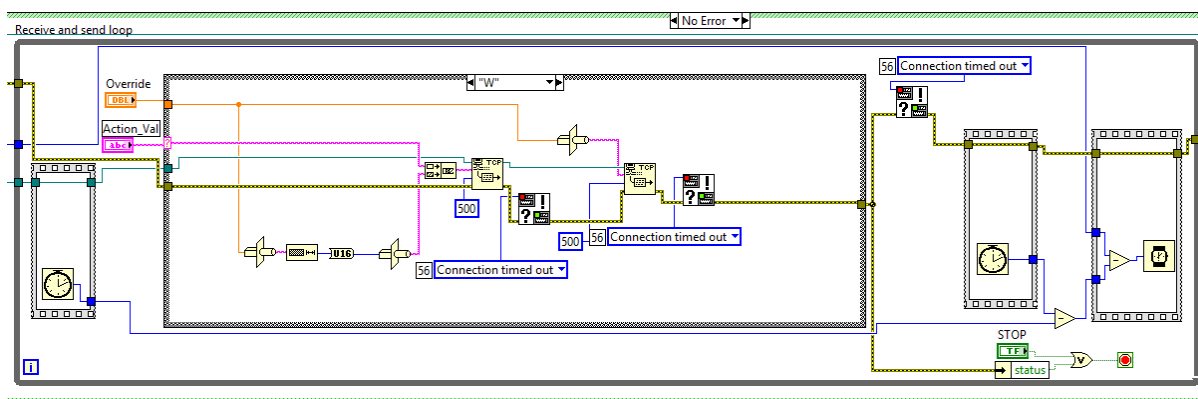 No Error
Receive and send loop
56 Connection timed out
"W"
Override
DBL
Action_Val
abc
TCP
TCP
500
500 56 Connection timed out
U16
56 Connection timed out
STOP
TF
status
i